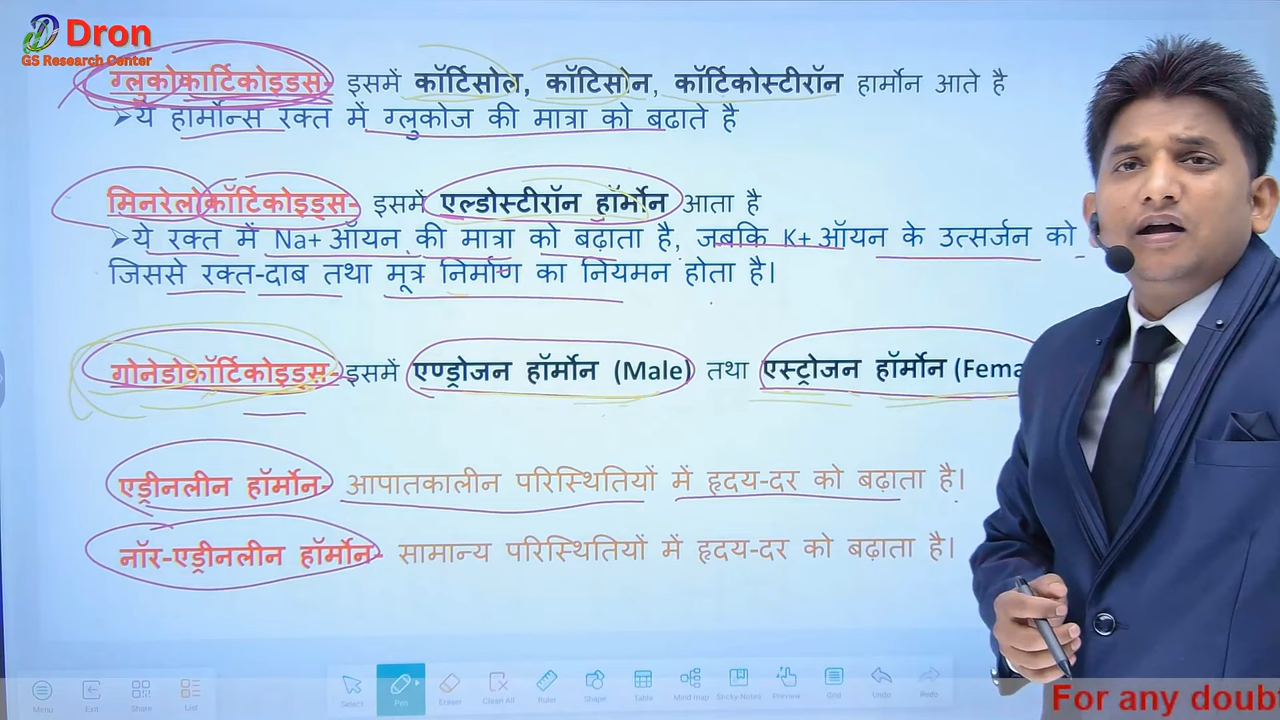 Dron
GS Research Center
ग्लुकोकार्टिकोइडस- इसमें कॉर्टिसोल, कॉटिसोन, कॉर्टिकोस्टीरॉन हार्मोन आते है
➤ये हार्मोन्स रक्त में ग्लुकोज की मात्रा को बढाते है
मिनरेलोकॉर्टिकोइड्स- इसमें एल्डोस्टीरॉन हॉर्मोन आता है
➤ये रक्त में Na+ ऑयन की मात्रा को बढ़ाता है, जबकि K+ ऑयन के उत्सर्जन को
जिससे रक्त-दाब तथा मूत्र निर्माण का नियमन होता है।
गोनेडोकॉर्टिकोइडस- इसमें एण्ड्रोजन हॉर्मोन (Male) तथा एस्ट्रोजन हॉर्मोन (Fema
एड्रीनलीन हॉर्मोन- आपातकालीन परिस्थितियों में हृदय-दर को बढ़ाता है।
नॉर-एड्रीनलीन हॉर्मोन- सामान्य परिस्थितियों में हृदय-दर को बढ़ाता है।
Menu Exit Share List Select Pen Eraser Clean All Ruler Shape Table Mind map Sticky Notes Preview Grid Undo Redo
For any doub